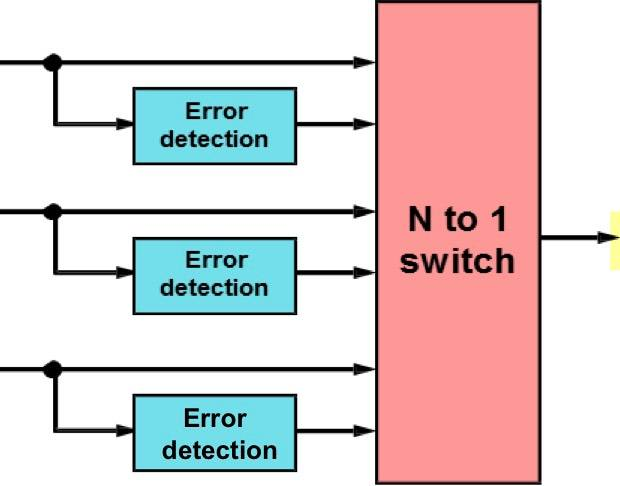 Error
detection
Error
detection
Error
detection
N to 1
switch